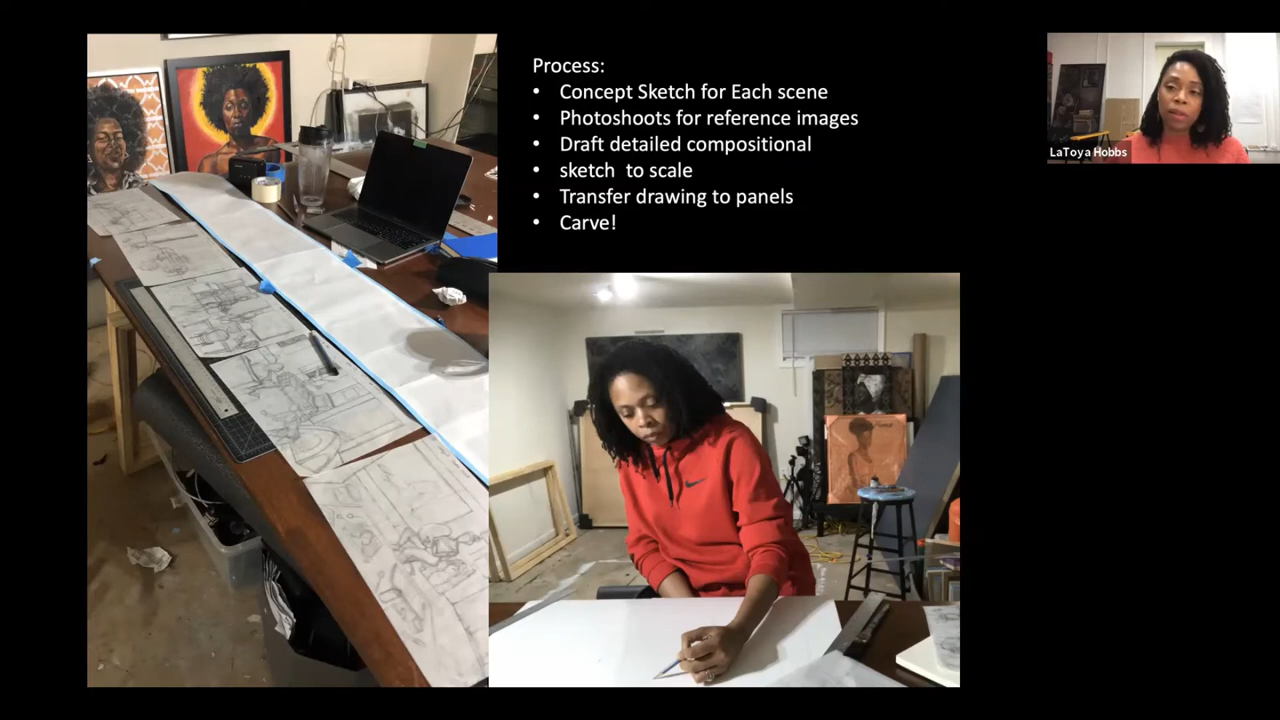 Process:
• Concept Sketch for Each scene
• Photoshoots for reference images
• Draft detailed compositional
• sketch to scale
• Transfer drawing to panels
• Carve!
LaToya Hobbs